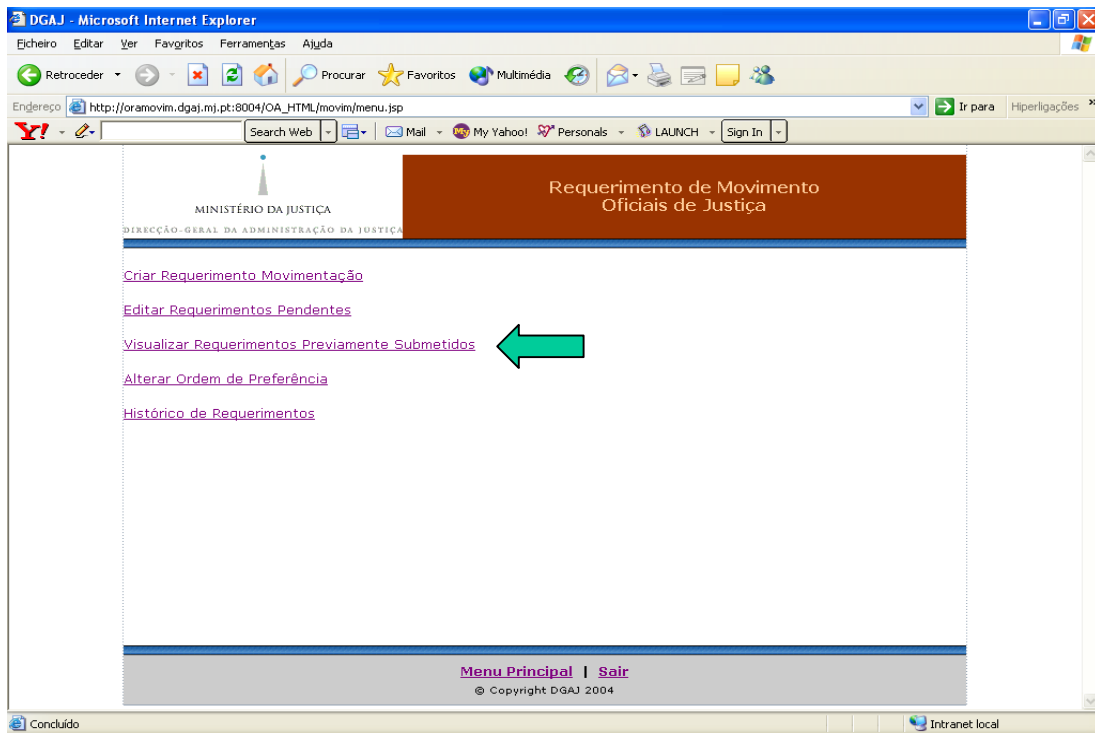 DGAJ - Microsoft Internet Explorer
Ficheiro Editar Ver Favoritos Ferramentas Ajuda
Retroceder Procurar Favoritos Multimédia
Endereço http://oramovim.dgaj.mj.pt:8004/OA_HTML/movim/menu.jsp Ir para Hiperligações »
Y! Search Web Mail My Yahoo! Personals LAUNCH Sign In
MINISTÉRIO DA JUSTIÇA
DIRECÇÃO-GERAL DA ADMINISTRAÇÃO DA JUSTIÇA
Requerimento de Movimento
Oficiais de Justiça
Criar Requerimento Movimentação
Editar Requerimentos Pendentes
Visualizar Requerimentos Previamente Submetidos
Alterar Ordem de Preferência
Histórico de Requerimentos
Menu Principal | Sair
© Copyright DGAJ 2004
Concluído Intranet local